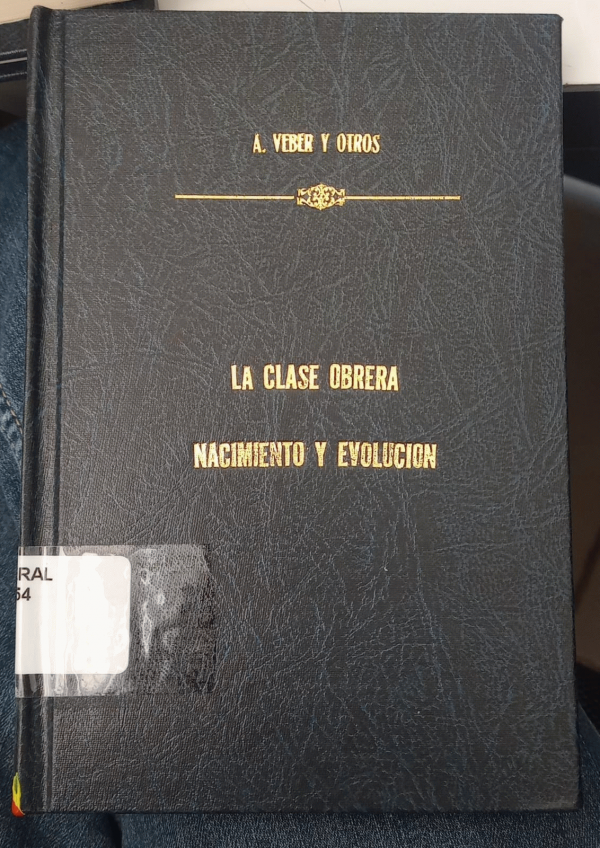 A. VEBER Y OTROS
LA CLASE OBRERA
NACIMIENTO Y EVOLUCION
RAL
54